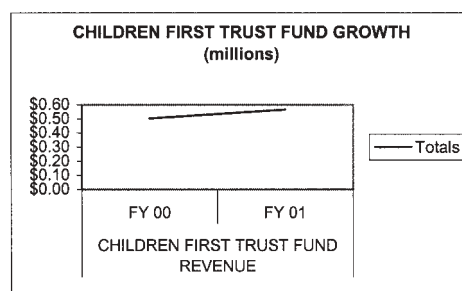 CHILDREN FIRST TRUST FUND GROWTH
(millions)
$0.60
$0.50
$0.40
$0.30
$0.20
$0.10
$0.00
Totals
FY 00 FY 01
CHILDREN FIRST TRUST FUND
REVENUE